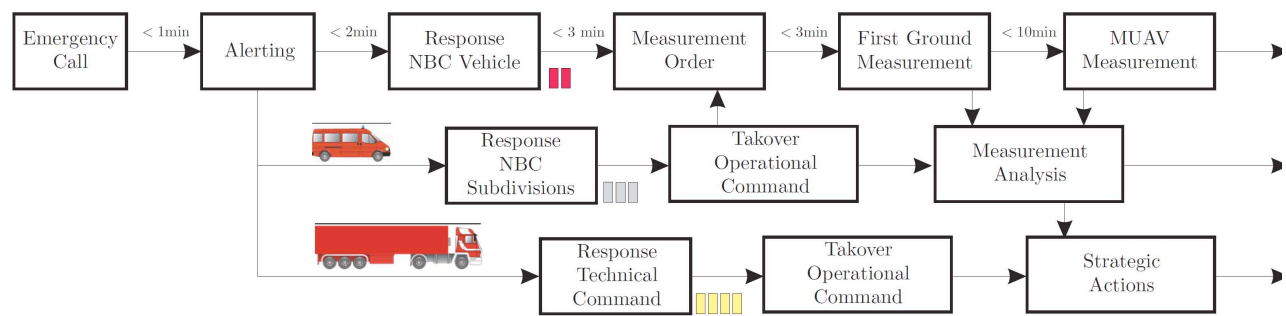 Emergency
Call
< 1min
Alerting
< 2min
Response
NBC Vehicle
< 3 min
Measurement
Order
< 3min
First Ground
Measurement
< 10min
MUAV
Measurement
Response
NBC
Subdivisions
Takover
Operational
Command
Measurement
Analysis
Response
Technical
Command
Takover
Operational
Command
Strategic
Actions